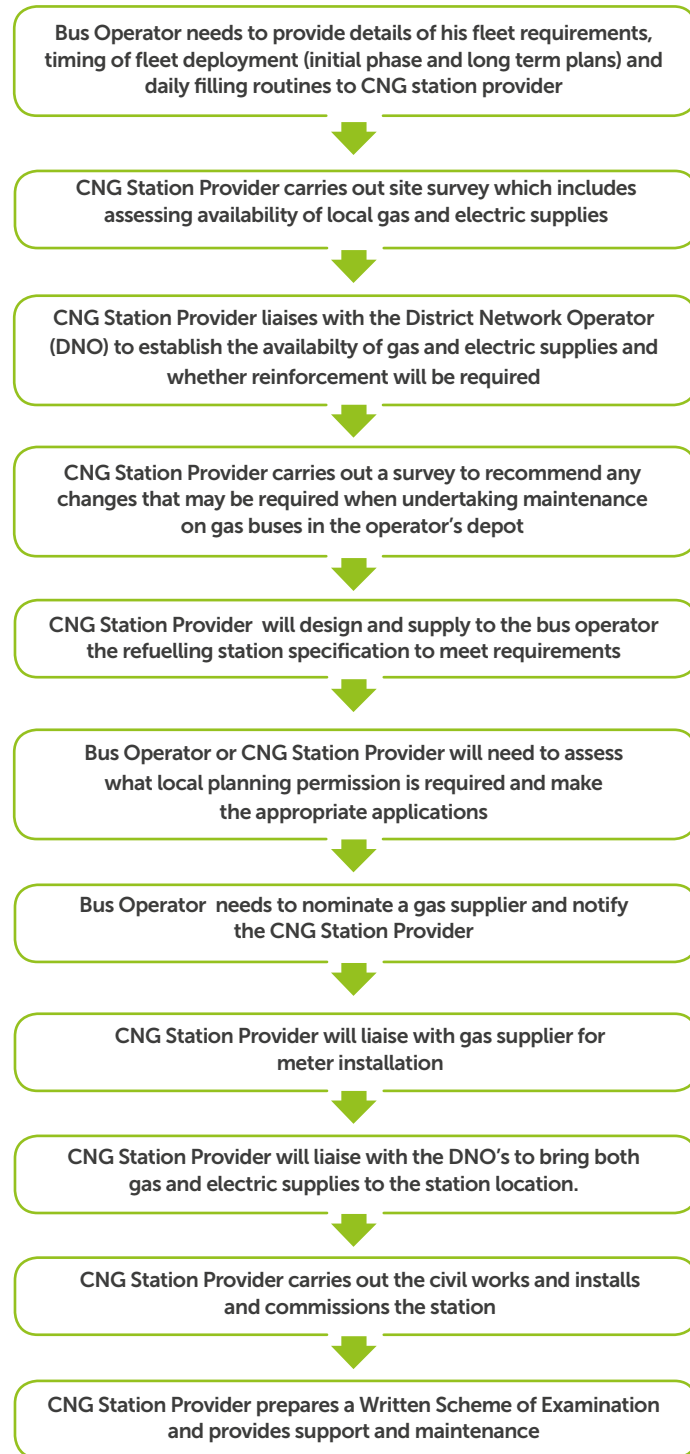 Bus Operator needs to provide details of his fleet requirements,
timing of fleet deployment (initial phase and long term plans) and
daily filling routines to CNG station provider
CNG Station Provider carries out site survey which includes
assessing availability of local gas and electric supplies
CNG Station Provider liaises with the District Network Operator
(DNO) to establish the availabilty of gas and electric supplies and
whether reinforcement will be required
CNG Station Provider carries out a survey to recommend any
changes that may be required when undertaking maintenance
on gas buses in the operator's depot
CNG Station Provider will design and supply to the bus operator
the refuelling station specification to meet requirements
Bus Operator or CNG Station Provider will need to assess
what local planning permission is required and make
the appropriate applications
Bus Operator needs to nominate a gas supplier and notify
the CNG Station Provider
CNG Station Provider will liaise with gas supplier for
meter installation
CNG Station Provider will liaise with the DNO's to bring both
gas and electric supplies to the station location.
CNG Station Provider carries out the civil works and installs
and commissions the station
CNG Station Provider prepares a Written Scheme of Examination
and provides support and maintenance